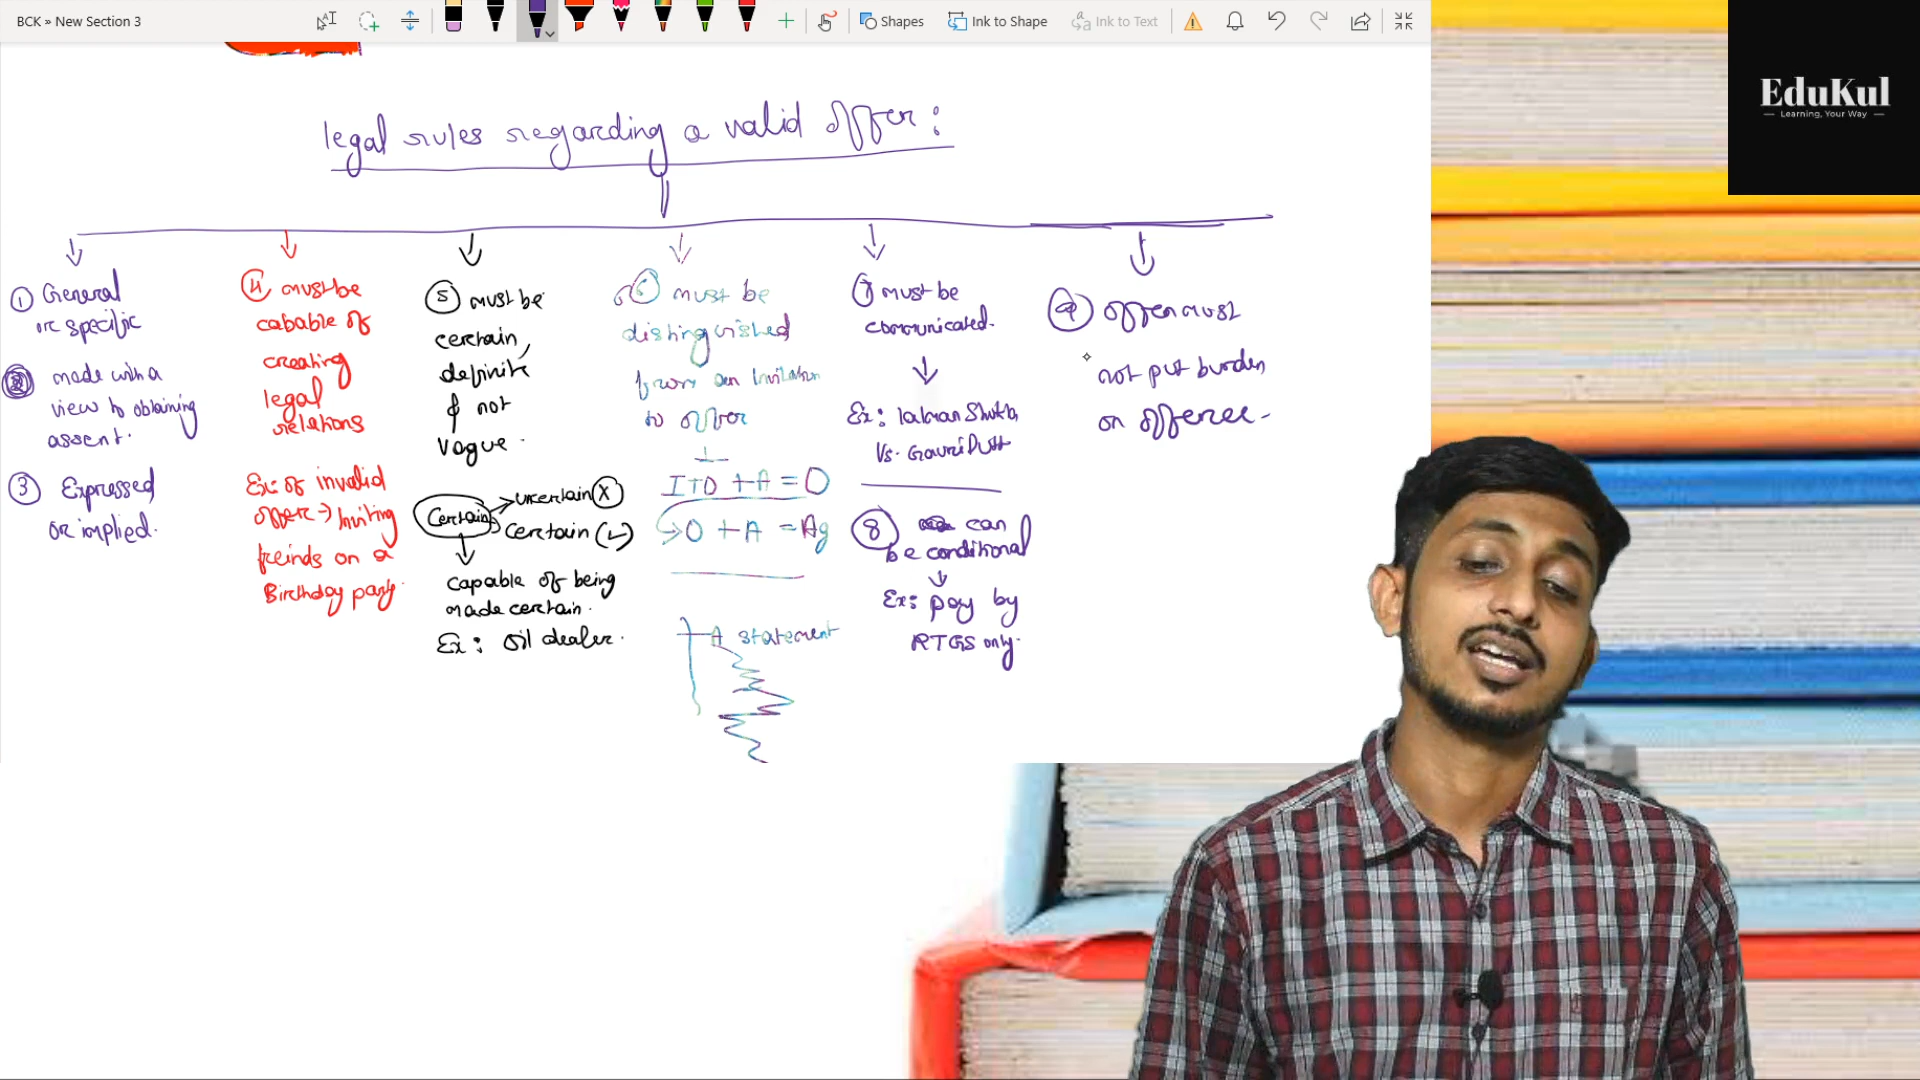 BCK » New Section 3
Shapes
Ink to Shape
Ink to Text
EduKul
Learning, Your Way
legal rules regarding a valid offer:
① General
or specific
② made with a
view to obtaining
assent.
③ Expressed
or implied.
④ must be
cabable of
creating
legal
relations
Ex: of invalid
offer → Inviting
freinds on a
Birthday party.
⑤ must be
certain,
definite
& not
vague.
Certain
uncertain (X)
certain (✓)
capable of being
made certain.
Ex: oil dealer.
⑥ must be
distinguished
from an Invitation
to offer
ITO + A = O
→ O + A = Ag
A statement
⑦ must be
communicated.
Ex: lalman Shukla
Vs. Gauri Dutt
⑧ can
be conditional
Ex: pay by
RTGS only.
⑨ offer must
not put burden
on offeree.